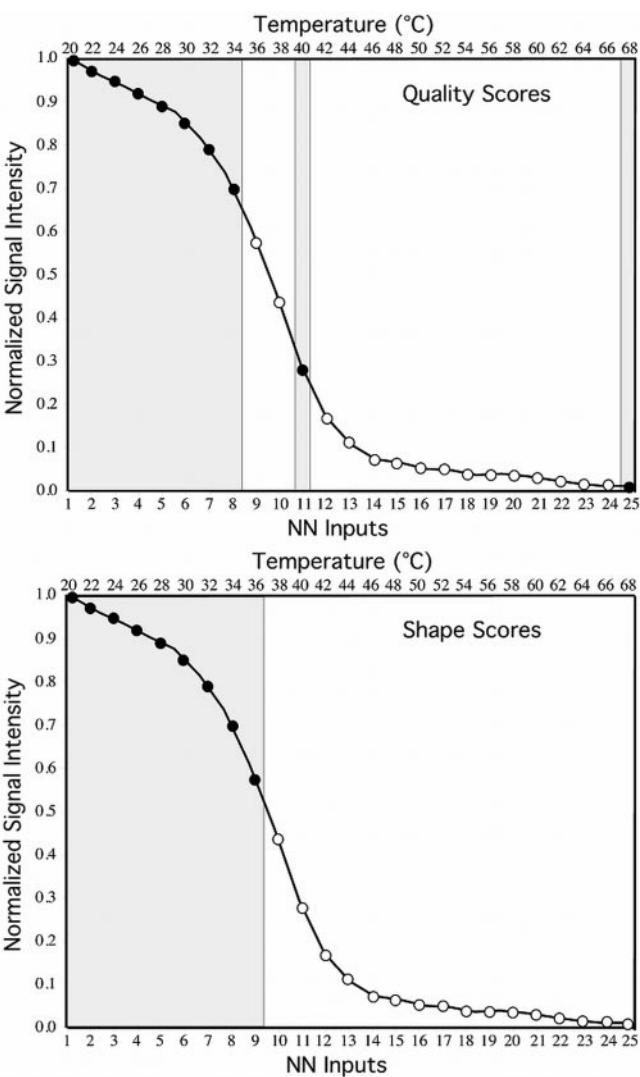 Temperature (°C)
20 22 24 26 28 30 32 34 36 38 40 42 44 46 48 50 52 54 56 58 60 62 64 66 68
Quality Scores
Normalized Signal Intensity
1.0
0.9
0.8
0.7
0.6
0.5
0.4
0.3
0.2
0.1
0.0
1 2 3 4 5 6 7 8 9 10 11 12 13 14 15 16 17 18 19 20 21 22 23 24 25
NN Inputs
Temperature (°C)
20 22 24 26 28 30 32 34 36 38 40 42 44 46 48 50 52 54 56 58 60 62 64 66 68
Shape Scores
Normalized Signal Intensity
1.0
0.9
0.8
0.7
0.6
0.5
0.4
0.3
0.2
0.1
0.0
1 2 3 4 5 6 7 8 9 10 11 12 13 14 15 16 17 18 19 20 21 22 23 24 25
NN Inputs